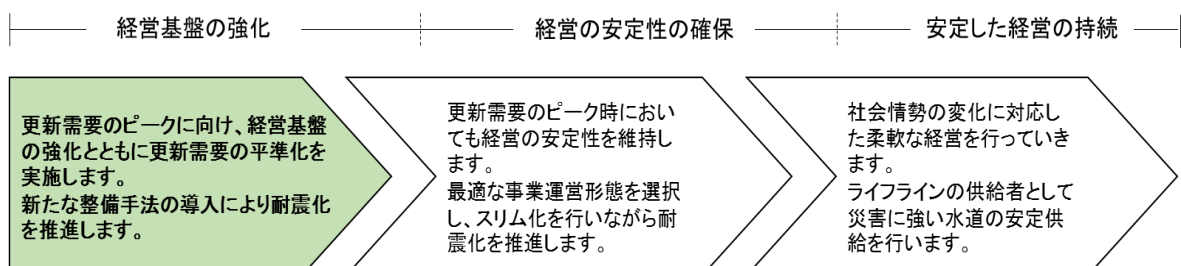 経営基盤の強化
経営の安定性の確保
安定した経営の持続
更新需要のピークに向け、経営基盤
の強化とともに更新需要の平準化を
実施します。
新たな整備手法の導入により耐震化
を推進します。
更新需要のピーク時におい
ても経営の安定性を維持し
ます。
最適な事業運営形態を選択
し、スリム化を行いながら耐
震化を推進します。
社会情勢の変化に対応し
た柔軟な経営を行っていき
ます。
ライフラインの供給者として
災害に強い水道の安定供
給を行います。